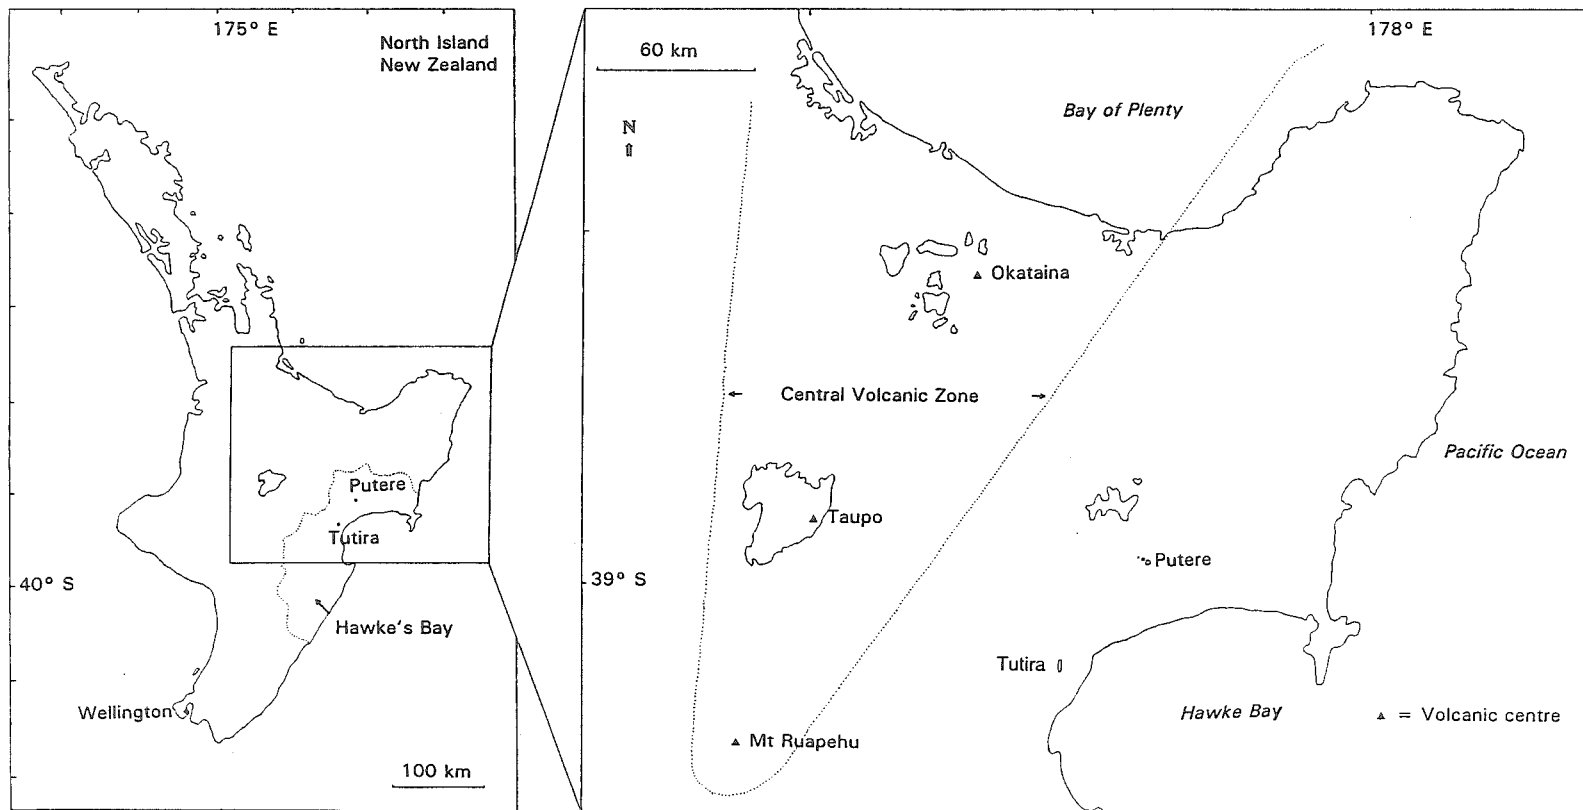 175° E
North Island
New Zealand
Putere
Tutira
40° S
Hawke's Bay
Wellington
100 km
60 km
178° E
N
Bay of Plenty
Okataina
Central Volcanic Zone
Pacific Ocean
Taupo
Putere
39° S
Tutira
Hawke Bay
= Volcanic centre
Mt Ruapehu